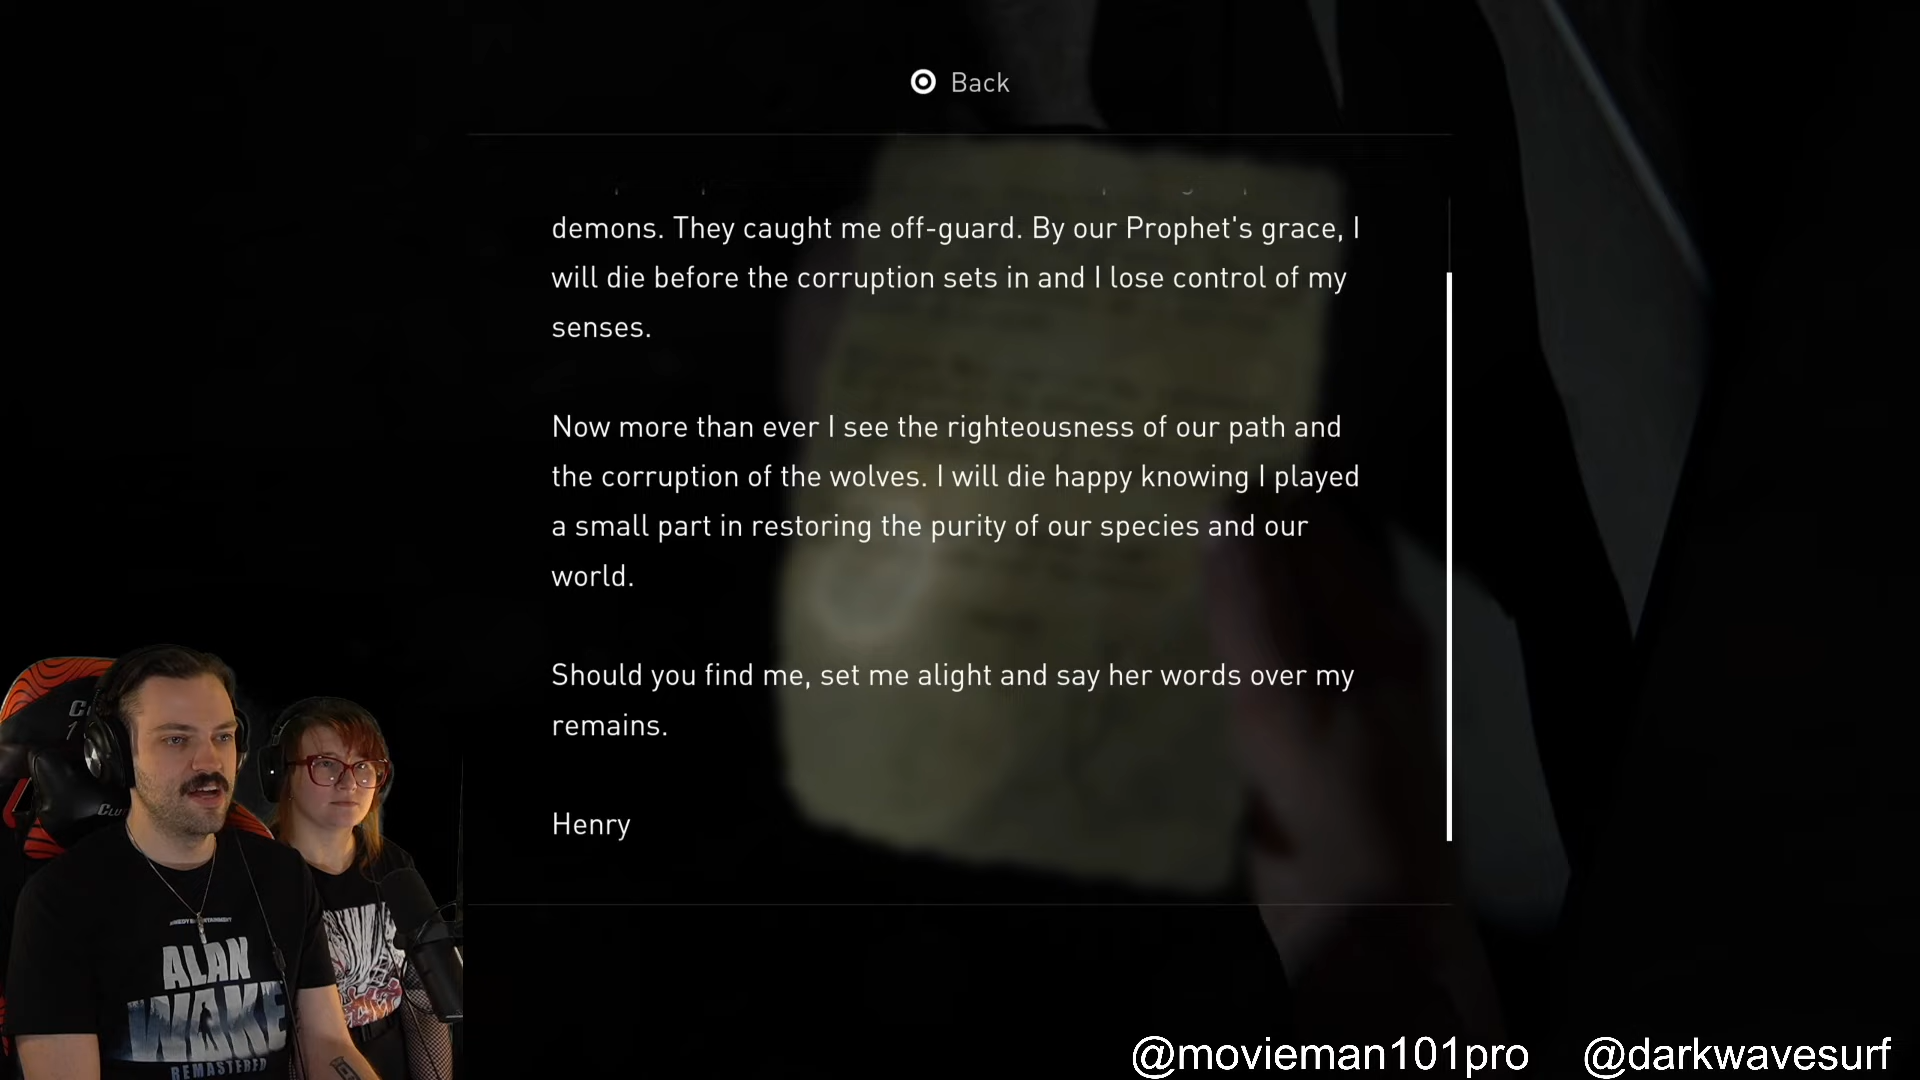 Back
demons. They caught me off-guard. By our Prophet's grace, I
will die before the corruption sets in and I lose control of my
senses.
Now more than ever I see the righteousness of our path and
the corruption of the wolves. I will die happy knowing I played
a small part in restoring the purity of our species and our
world.
Should you find me, set me alight and say her words over my
remains.
Henry
ALAN
WAKE
REMASTERED
@movieman101pro @darkwavesurf